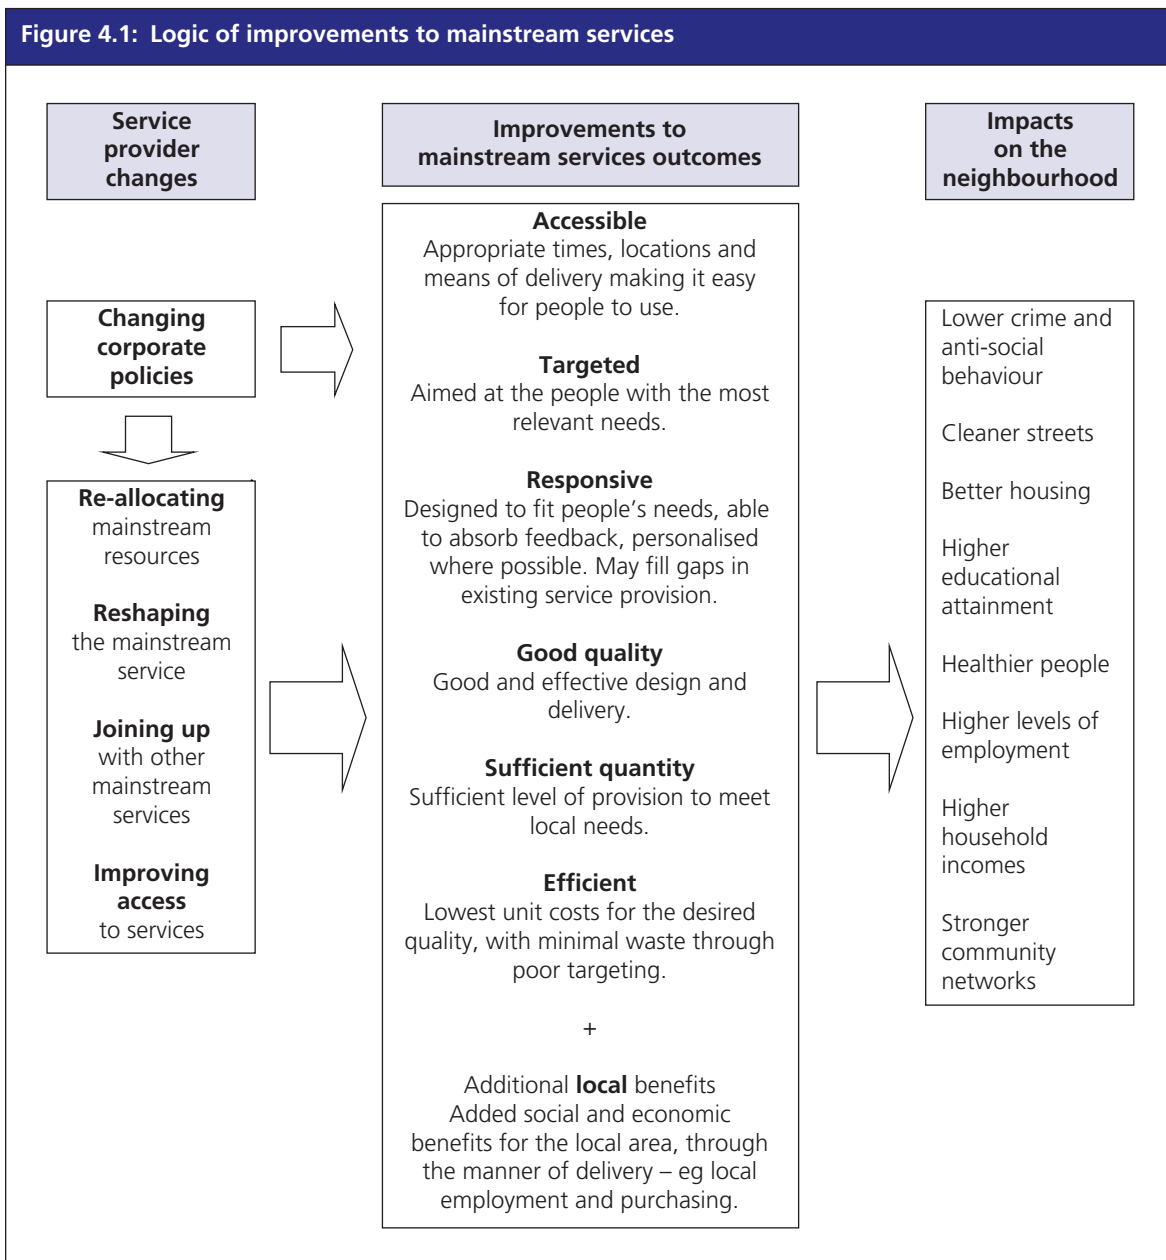 Figure 4.1: Logic of improvements to mainstream services
Service
provider
changes
Changing
corporate
policies
Re-allocating
mainstream
resources
Reshaping
the mainstream
service
Joining up
with other
mainstream
services
Improving
access
to services
Improvements to
mainstream services outcomes
Accessible
Appropriate times, locations and
means of delivery making it easy
for people to use.
Targeted
Aimed at the people with the most
relevant needs.
Responsive
Designed to fit people’s needs, able
to absorb feedback, personalised
where possible. May fill gaps in
existing service provision.
Good quality
Good and effective design and
delivery.
Sufficient quantity
Sufficient level of provision to meet
local needs.
Efficient
Lowest unit costs for the desired
quality, with minimal waste through
poor targeting.
+
Additional local benefits
Added social and economic
benefits for the local area, through
the manner of delivery – eg local
employment and purchasing.
Impacts
on the
neighbourhood
Lower crime and
anti-social
behaviour
Cleaner streets
Better housing
Higher
educational
attainment
Healthier people
Higher levels of
employment
Higher
household
incomes
Stronger
community
networks